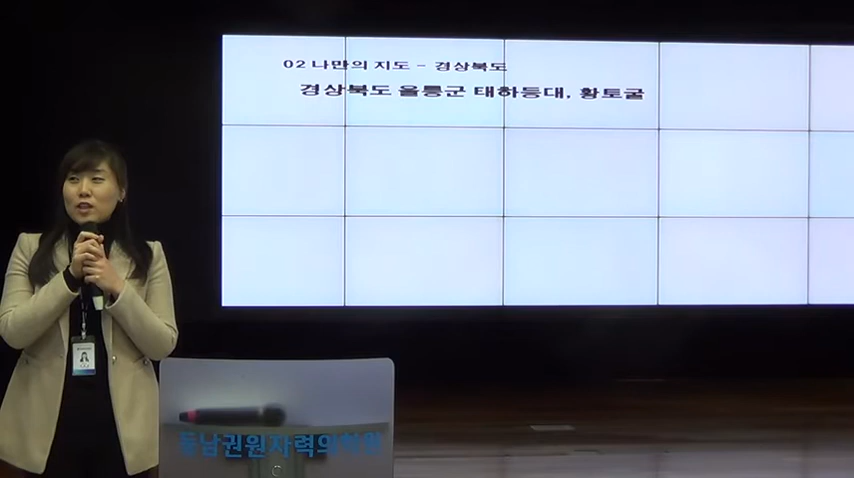 02 나만의 지도 - 경상북도
경상북도 울릉군 태하등대, 황토굴
동남권원자력의학원